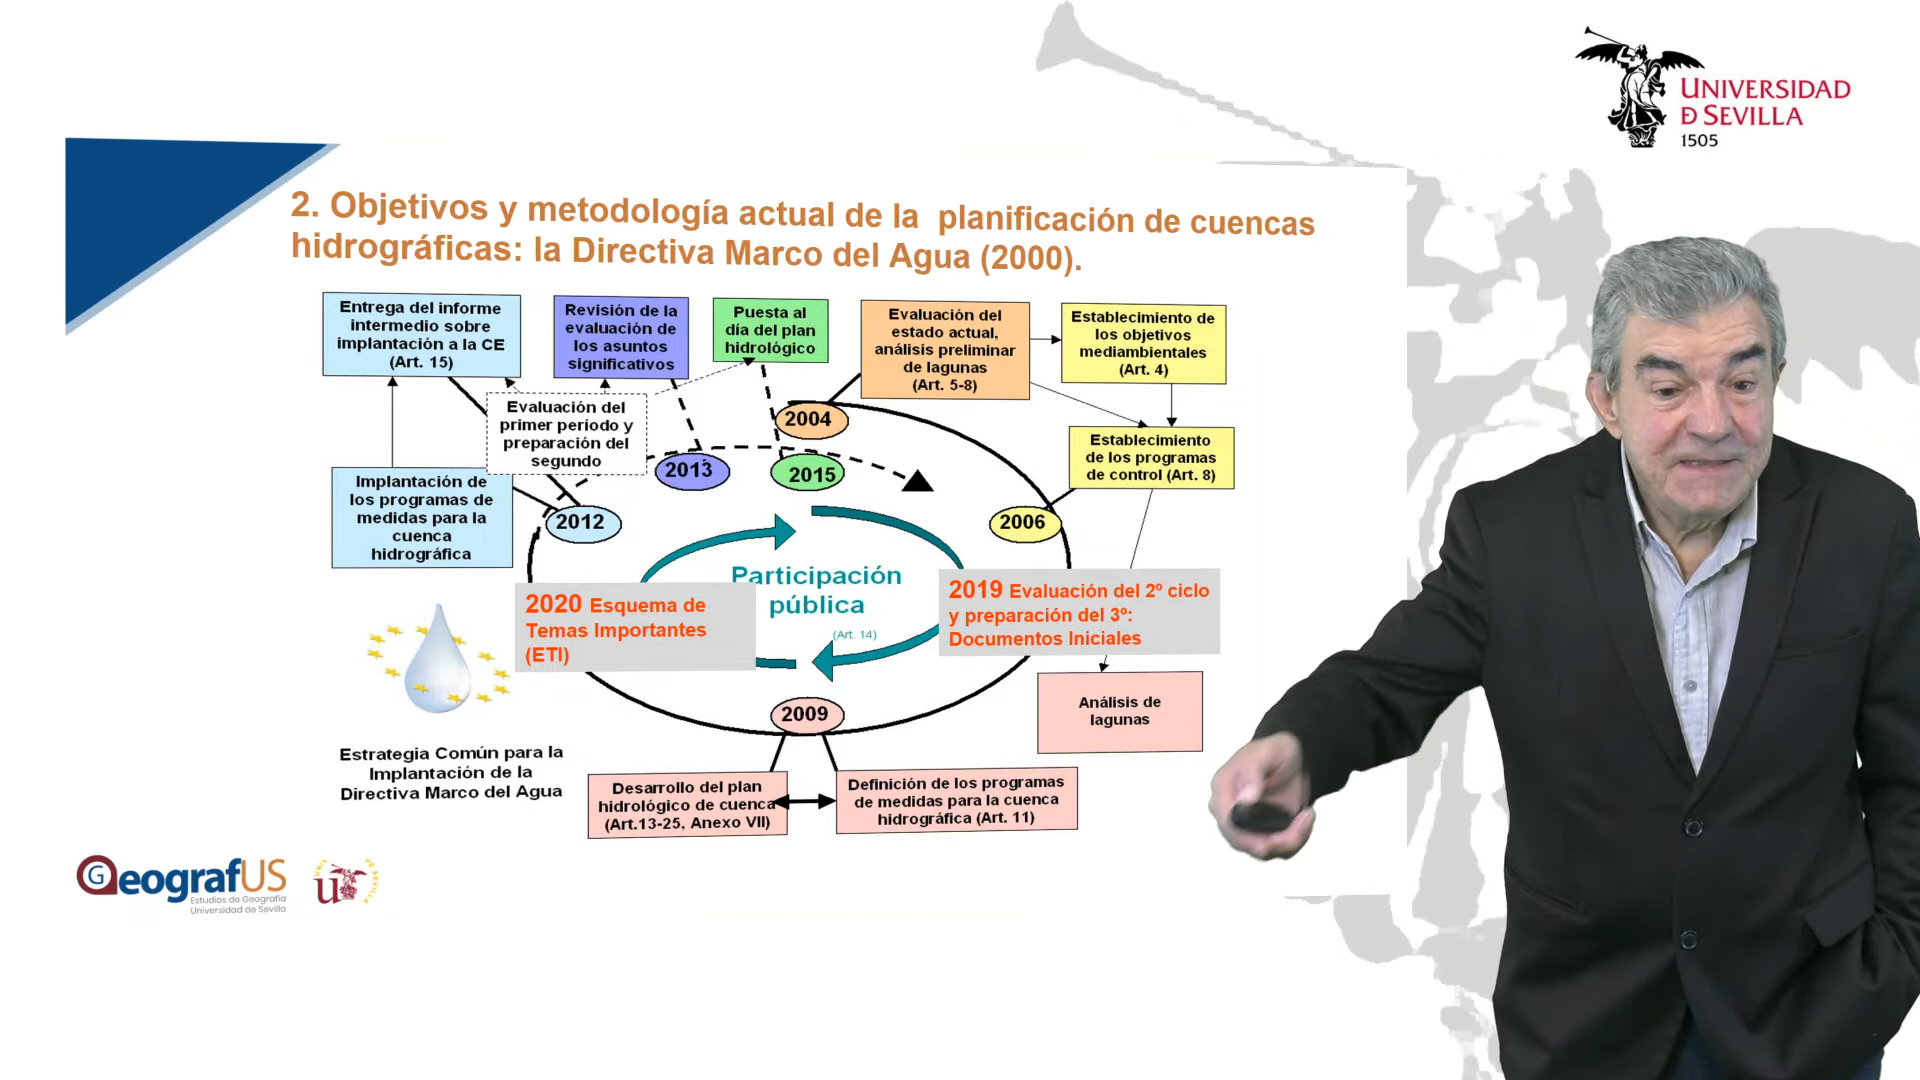 UNIVERSIDAD
Ð SEVILLA
1505
2. Objetivos y metodología actual de la planificación de cuencas
hidrográficas: la Directiva Marco del Agua (2000).
Entrega del informe
intermedio sobre
implantación a la CE
(Art. 15)
Revisión de la
evaluación de
los asuntos
significativos
Puesta al
día del plan
hidrológico
Evaluación del
estado actual,
análisis preliminar
de lagunas
(Art. 5-8)
Establecimiento de
los objetivos
mediambientales
(Art. 4)
Evaluación del
primer período y
preparación del
segundo
2004
Establecimiento
de los programas
de control (Art. 8)
2013
2015
Implantación de
los programas de
medidas para la
cuenca
hidrográfica
2012
2006
Participación
pública
(Art. 14)
2020 Esquema de
Temas Importantes
(ETI)
2019 Evaluación del 2º ciclo
y preparación del 3º:
Documentos Iniciales
Análisis de
lagunas
2009
Estrategia Común para la
Implantación de la
Directiva Marco del Agua
Desarrollo del plan
hidrológico de cuenca
(Art.13-25, Anexo VII)
Definición de los programas
de medidas para la cuenca
hidrográfica (Art. 11)
GeografUS
Estudios de Geografía
Universidad de Sevilla